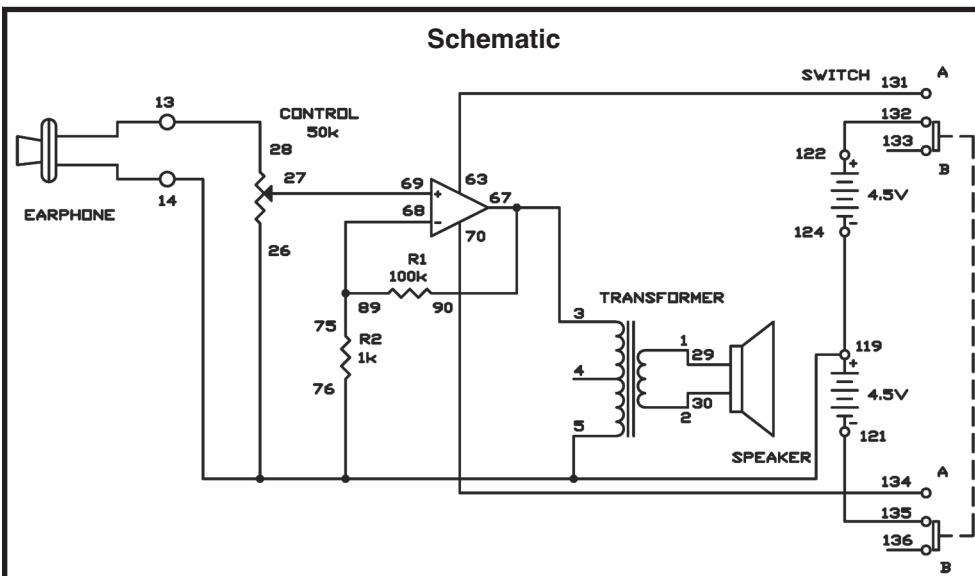 Schematic
SWITCH 131 A
13
CONTROL
50k
132
28
133
122 +
B
27
69 + 63
4.5V
14
67
EARPHONE
68 -
124 -
26
70
R1
100k
TRANSFORMER
89 90
3
75
R2
1k
1
29
119
+
4
76
4.5V
30
2
5
121 -
SPEAKER
134 A
135
136
B